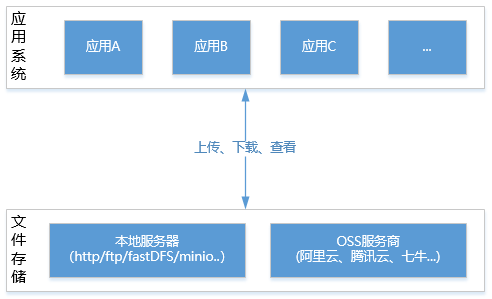 应用系统
应用A
应用B
应用C
...
上传、下载、查看
文件存储
本地服务器
(http/ftp/fastDFS/minio..)
OSS服务商
(阿里云、腾讯云、七牛...)